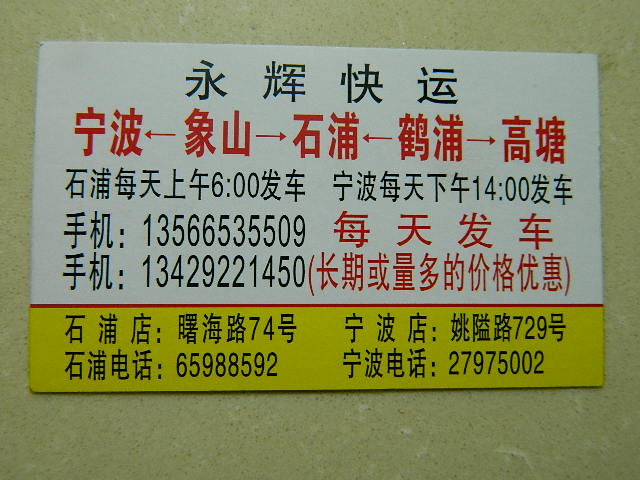 永辉快运
宁波←象山→石浦←鹤浦→高塘
石浦每天上午6:00发车 宁波每天下午14:00发车
手机：13566535509 每天发车
手机：13429221450(长期或量多的价格优惠)
石浦店：曙海路74号 宁波店：姚隘路729号
石浦电话：65988592 宁波电话：27975002